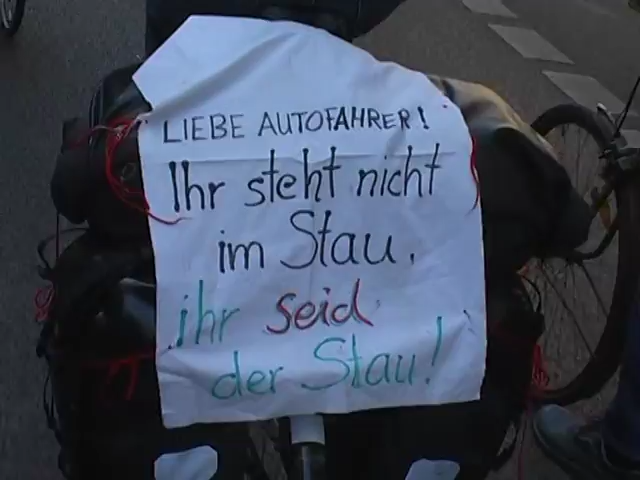 LIEBE AUTOFAHRER!
Ihr steht nicht
im Stau,
ihr seid
der Stau!